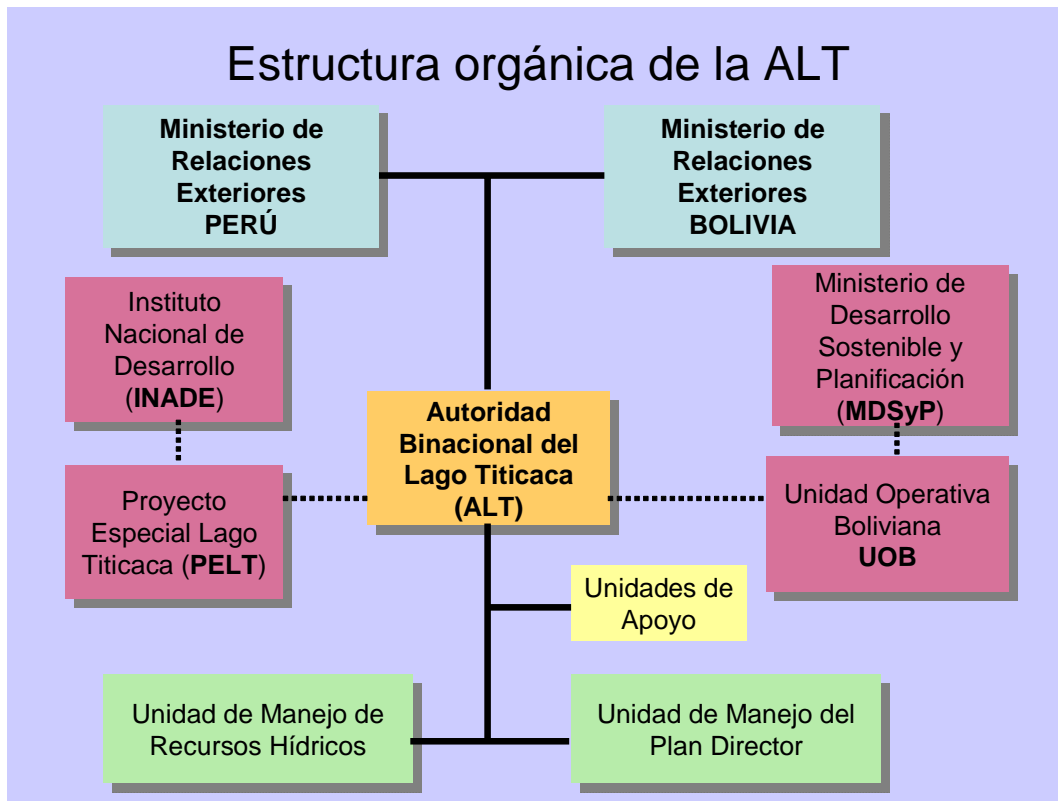 Estructura orgánica de la ALT
Ministerio de
Relaciones
Exteriores
PERÚ
Ministerio de
Relaciones
Exteriores
BOLIVIA
Instituto
Nacional de
Desarrollo
(INADE)
Ministerio de
Desarrollo
Sostenible y
Planificación
(MDSyP)
Autoridad
Binacional del
Lago Titicaca
(ALT)
Proyecto
Especial Lago
Titicaca (PELT)
Unidad Operativa
Boliviana
UOB
Unidades de
Apoyo
Unidad de Manejo de
Recursos Hídricos
Unidad de Manejo del
Plan Director